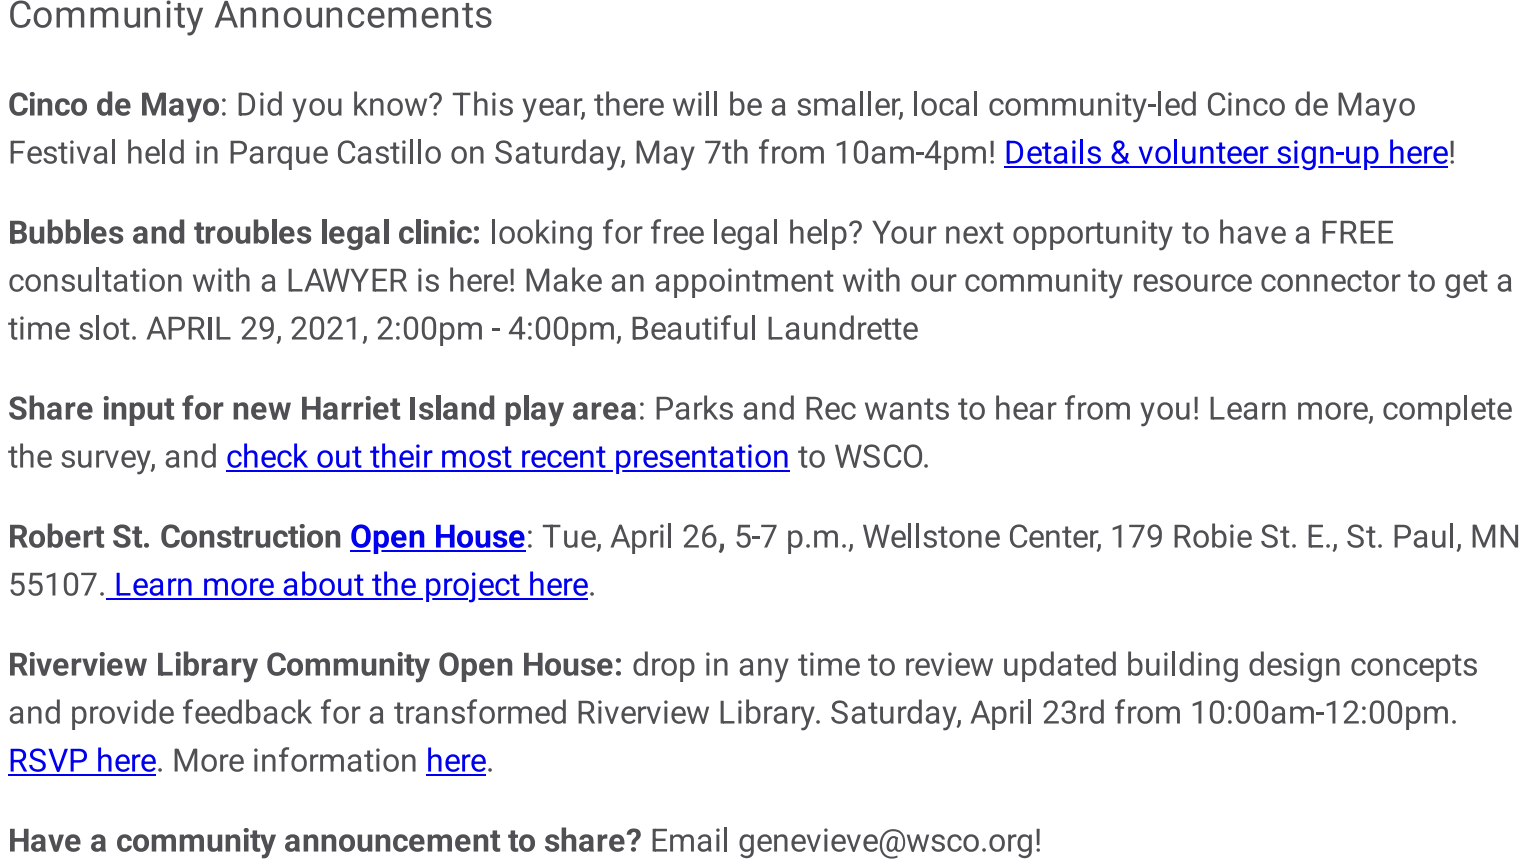 Community Announcements
Cinco de Mayo: Did you know? This year, there will be a smaller, local community-led Cinco de Mayo
Festival held in Parque Castillo on Saturday, May 7th from 10am-4pm! Details & volunteer sign-up here!
Bubbles and troubles legal clinic: looking for free legal help? Your next opportunity to have a FREE
consultation with a LAWYER is here! Make an appointment with our community resource connector to get a
time slot. APRIL 29, 2021, 2:00pm - 4:00pm, Beautiful Laundrette
Share input for new Harriet Island play area: Parks and Rec wants to hear from you! Learn more, complete
the survey, and check out their most recent presentation to WSCO.
Robert St. Construction Open House: Tue, April 26, 5-7 p.m., Wellstone Center, 179 Robie St. E., St. Paul, MN
55107. Learn more about the project here.
Riverview Library Community Open House: drop in any time to review updated building design concepts
and provide feedback for a transformed Riverview Library. Saturday, April 23rd from 10:00am-12:00pm.
RSVP here. More information here.
Have a community announcement to share? Email genevieve@wsco.org!